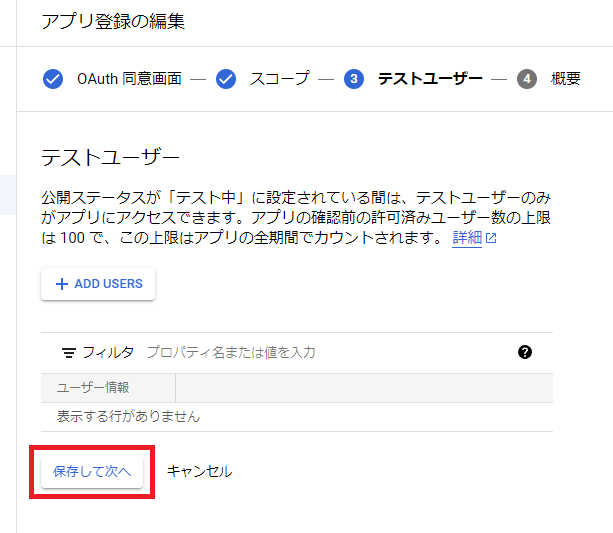 アプリ登録の編集
OAuth 同意画面 スコープ 3 テストユーザー 4 概要
テストユーザー
公開ステータスが「テスト中」に設定されている間は、テストユーザーのみ
がアプリにアクセスできます。アプリの確認前の許可済みユーザー数の上限
は 100 で、この上限はアプリの全期間でカウントされます。 詳細
+ ADD USERS
フィルタ プロパティ名または値を入力 ?
ユーザー情報
表示する行がありません
保存して次へ キャンセル